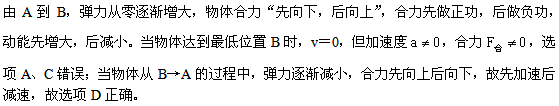 由 A 到 B，弹力从零逐渐增大，物体合力“先向下，后向上”，合力先做正功，后做负功，
动能先增大，后减小。当物体达到最低位置 B 时，v＝0，但加速度 a≠0，合力 F合≠0，选
项 A、C 错误；当物体从 B→A 的过程中，弹力逐渐减小，合力先向上后向下，故先加速后
减速，故选项 D 正确。